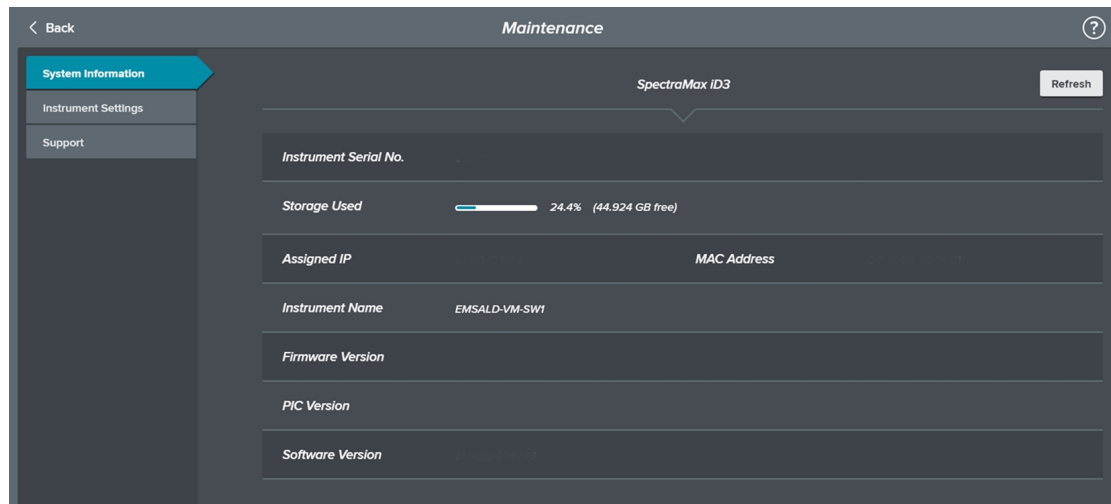 Back
Maintenance
?
System Information
Instrument Settings
Support
SpectraMax iD3
Refresh
Instrument Serial No.
Storage Used 24.4% (44.924 GB free)
Assigned IP MAC Address
Instrument Name EMSALD-VM-SW1
Firmware Version
PIC Version
Software Version